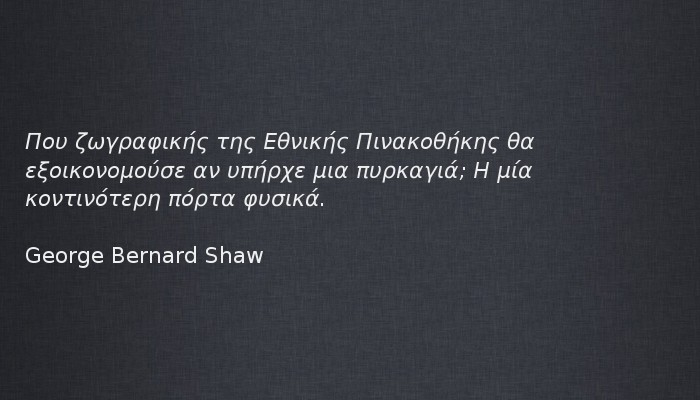 Που ζωγραφικής της Εθνικής Πινακοθήκης θα
εξοικονομούσε αν υπήρχε μια πυρκαγιά; Η μία
κοντινότερη πόρτα φυσικά.
George Bernard Shaw